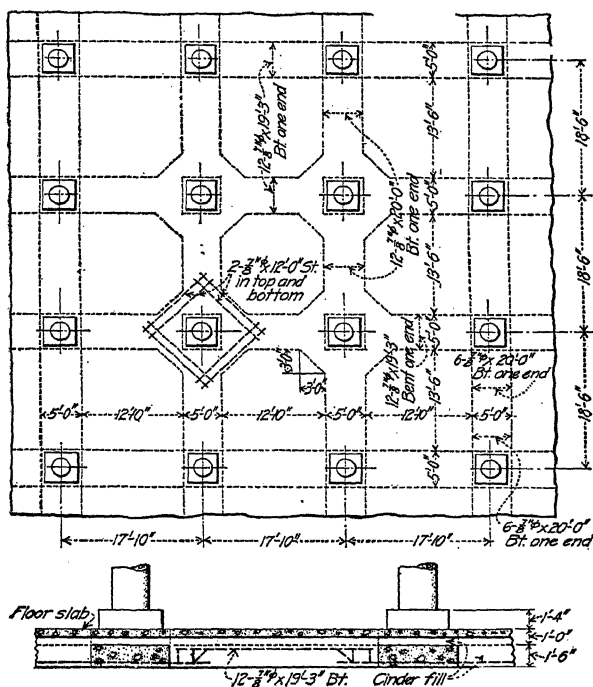 5'-0"
12-⅞"ᶲ×19'-3"
Bt. one end
13'-6"
18'-6"
5'-0"
12-⅞"ᶲ×20'-0"
Bt. one end
2-⅞"ᶲ×12'-0" St.
in top and
bottom
13'-6"
5'-0"
12-⅞"ᶲ×19'-3"
Bent one end
3'-0"
3'-0"
6-⅞"ᶲ×20'-0"
Bt. one end
13'-6"
18'-6"
5'-0" 12'-10" 5'-0" 12'-10" 5'-0" 12'-10" 5'-0"
5'-0"
6-⅞"ᶲ×20'-0"
Bt. one end
17'-10" 17'-10" 17'-10"
Floor slab
1'-4"
1'-0"
1'-6"
12-⅞"ᶲ×19'-3" Bt. Cinder fill